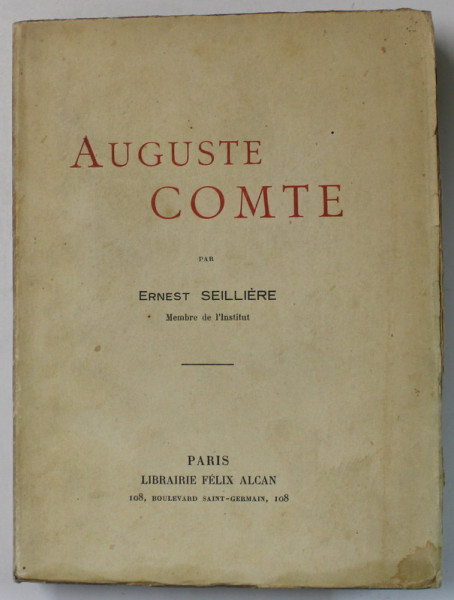 AUGUSTE
COMTE
PAR
ERNEST SEILLIÈRE
Membre de l'Institut
PARIS
LIBRAIRIE FÉLIX ALCAN
108, BOULEVARD SAINT-GERMAIN, 108